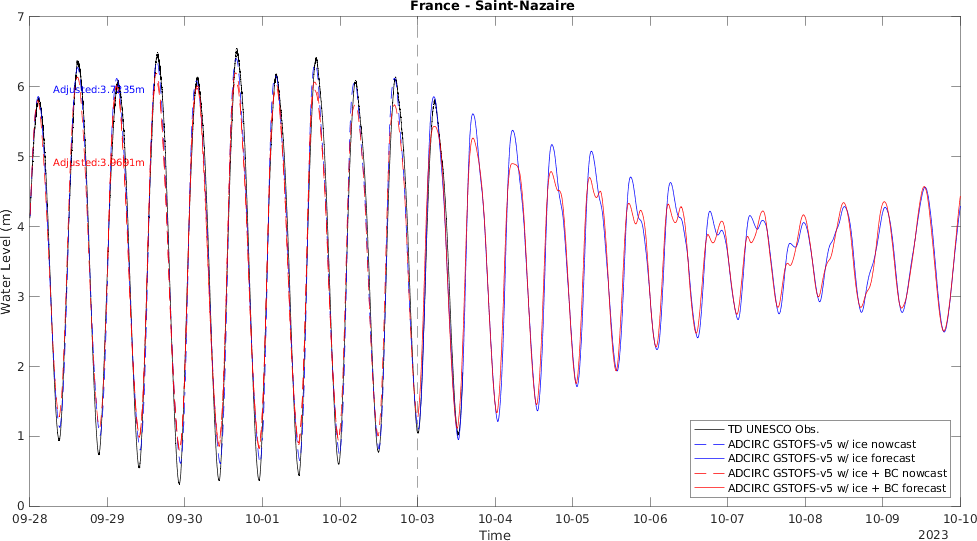 France - Saint-Nazaire
7
6
5
4
3
2
1
0
Water Level (m)
Adjusted:3.7235m
Adjusted:3.9691m
TD UNESCO Obs.
ADCIRC GSTOFS-v5 w/ ice nowcast
ADCIRC GSTOFS-v5 w/ ice forecast
ADCIRC GSTOFS-v5 w/ ice + BC nowcast
ADCIRC GSTOFS-v5 w/ ice + BC forecast
09-28 09-29 09-30 10-01 10-02 10-03 10-04 10-05 10-06 10-07 10-08 10-09 10-10
Time
2023